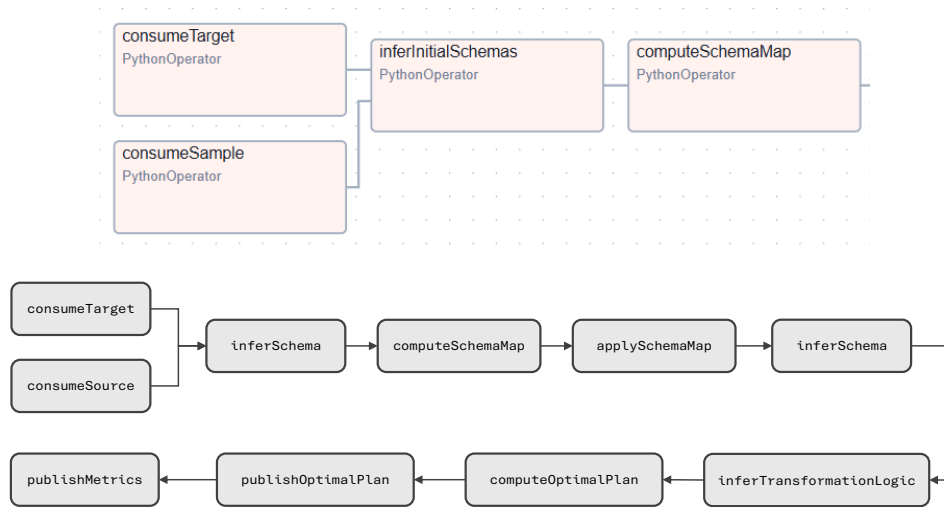 consumeTarget
PythonOperator
inferInitialSchemas
PythonOperator
computeSchemaMap
PythonOperator
consumeSample
PythonOperator
consumeTarget
consumeSource
inferSchema
computeSchemaMap
applySchemaMap
inferSchema
publishMetrics
publishOptimalPlan
computeOptimalPlan
inferTransformationLogic